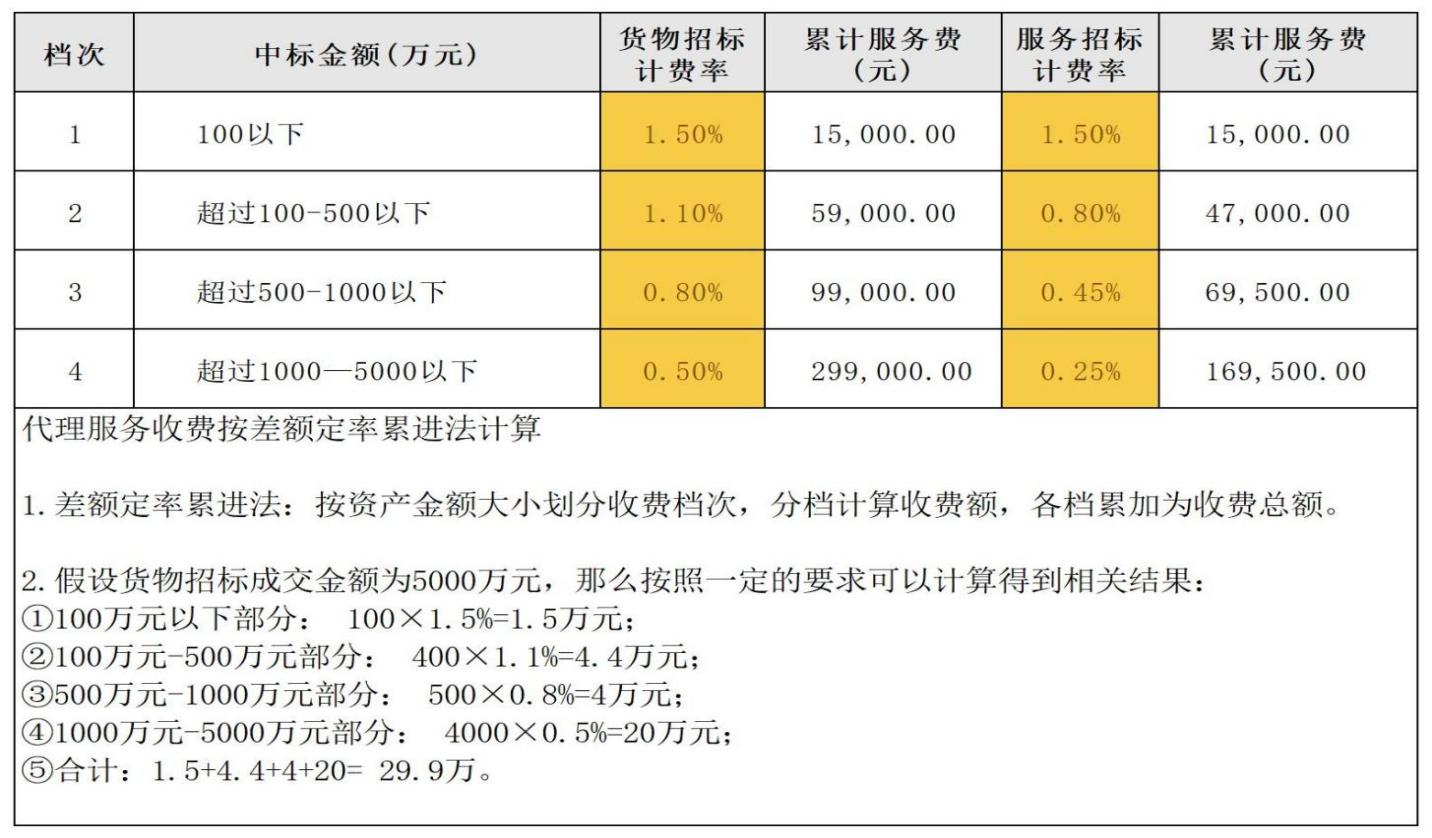 档次 中标金额(万元) 货物招标计费率 累计服务费(元) 服务招标计费率 累计服务费(元)
1 100以下 1.50% 15,000.00 1.50% 15,000.00
2 超过100-500以下 1.10% 59,000.00 0.80% 47,000.00
3 超过500-1000以下 0.80% 99,000.00 0.45% 69,500.00
4 超过1000—5000以下 0.50% 299,000.00 0.25% 169,500.00
代理服务收费按差额定率累进法计算
1.差额定率累进法：按资产金额大小划分收费档次，分档计算收费额，各档累加为收费总额。
2.假设货物招标成交金额为5000万元，那么按照一定的要求可以计算得到相关结果：
①100万元以下部分： 100×1.5%=1.5万元；
②100万元-500万元部分： 400×1.1%=4.4万元；
③500万元-1000万元部分： 500×0.8%=4万元；
④1000万元-5000万元部分： 4000×0.5%=20万元；
⑤合计：1.5+4.4+4+20= 29.9万。